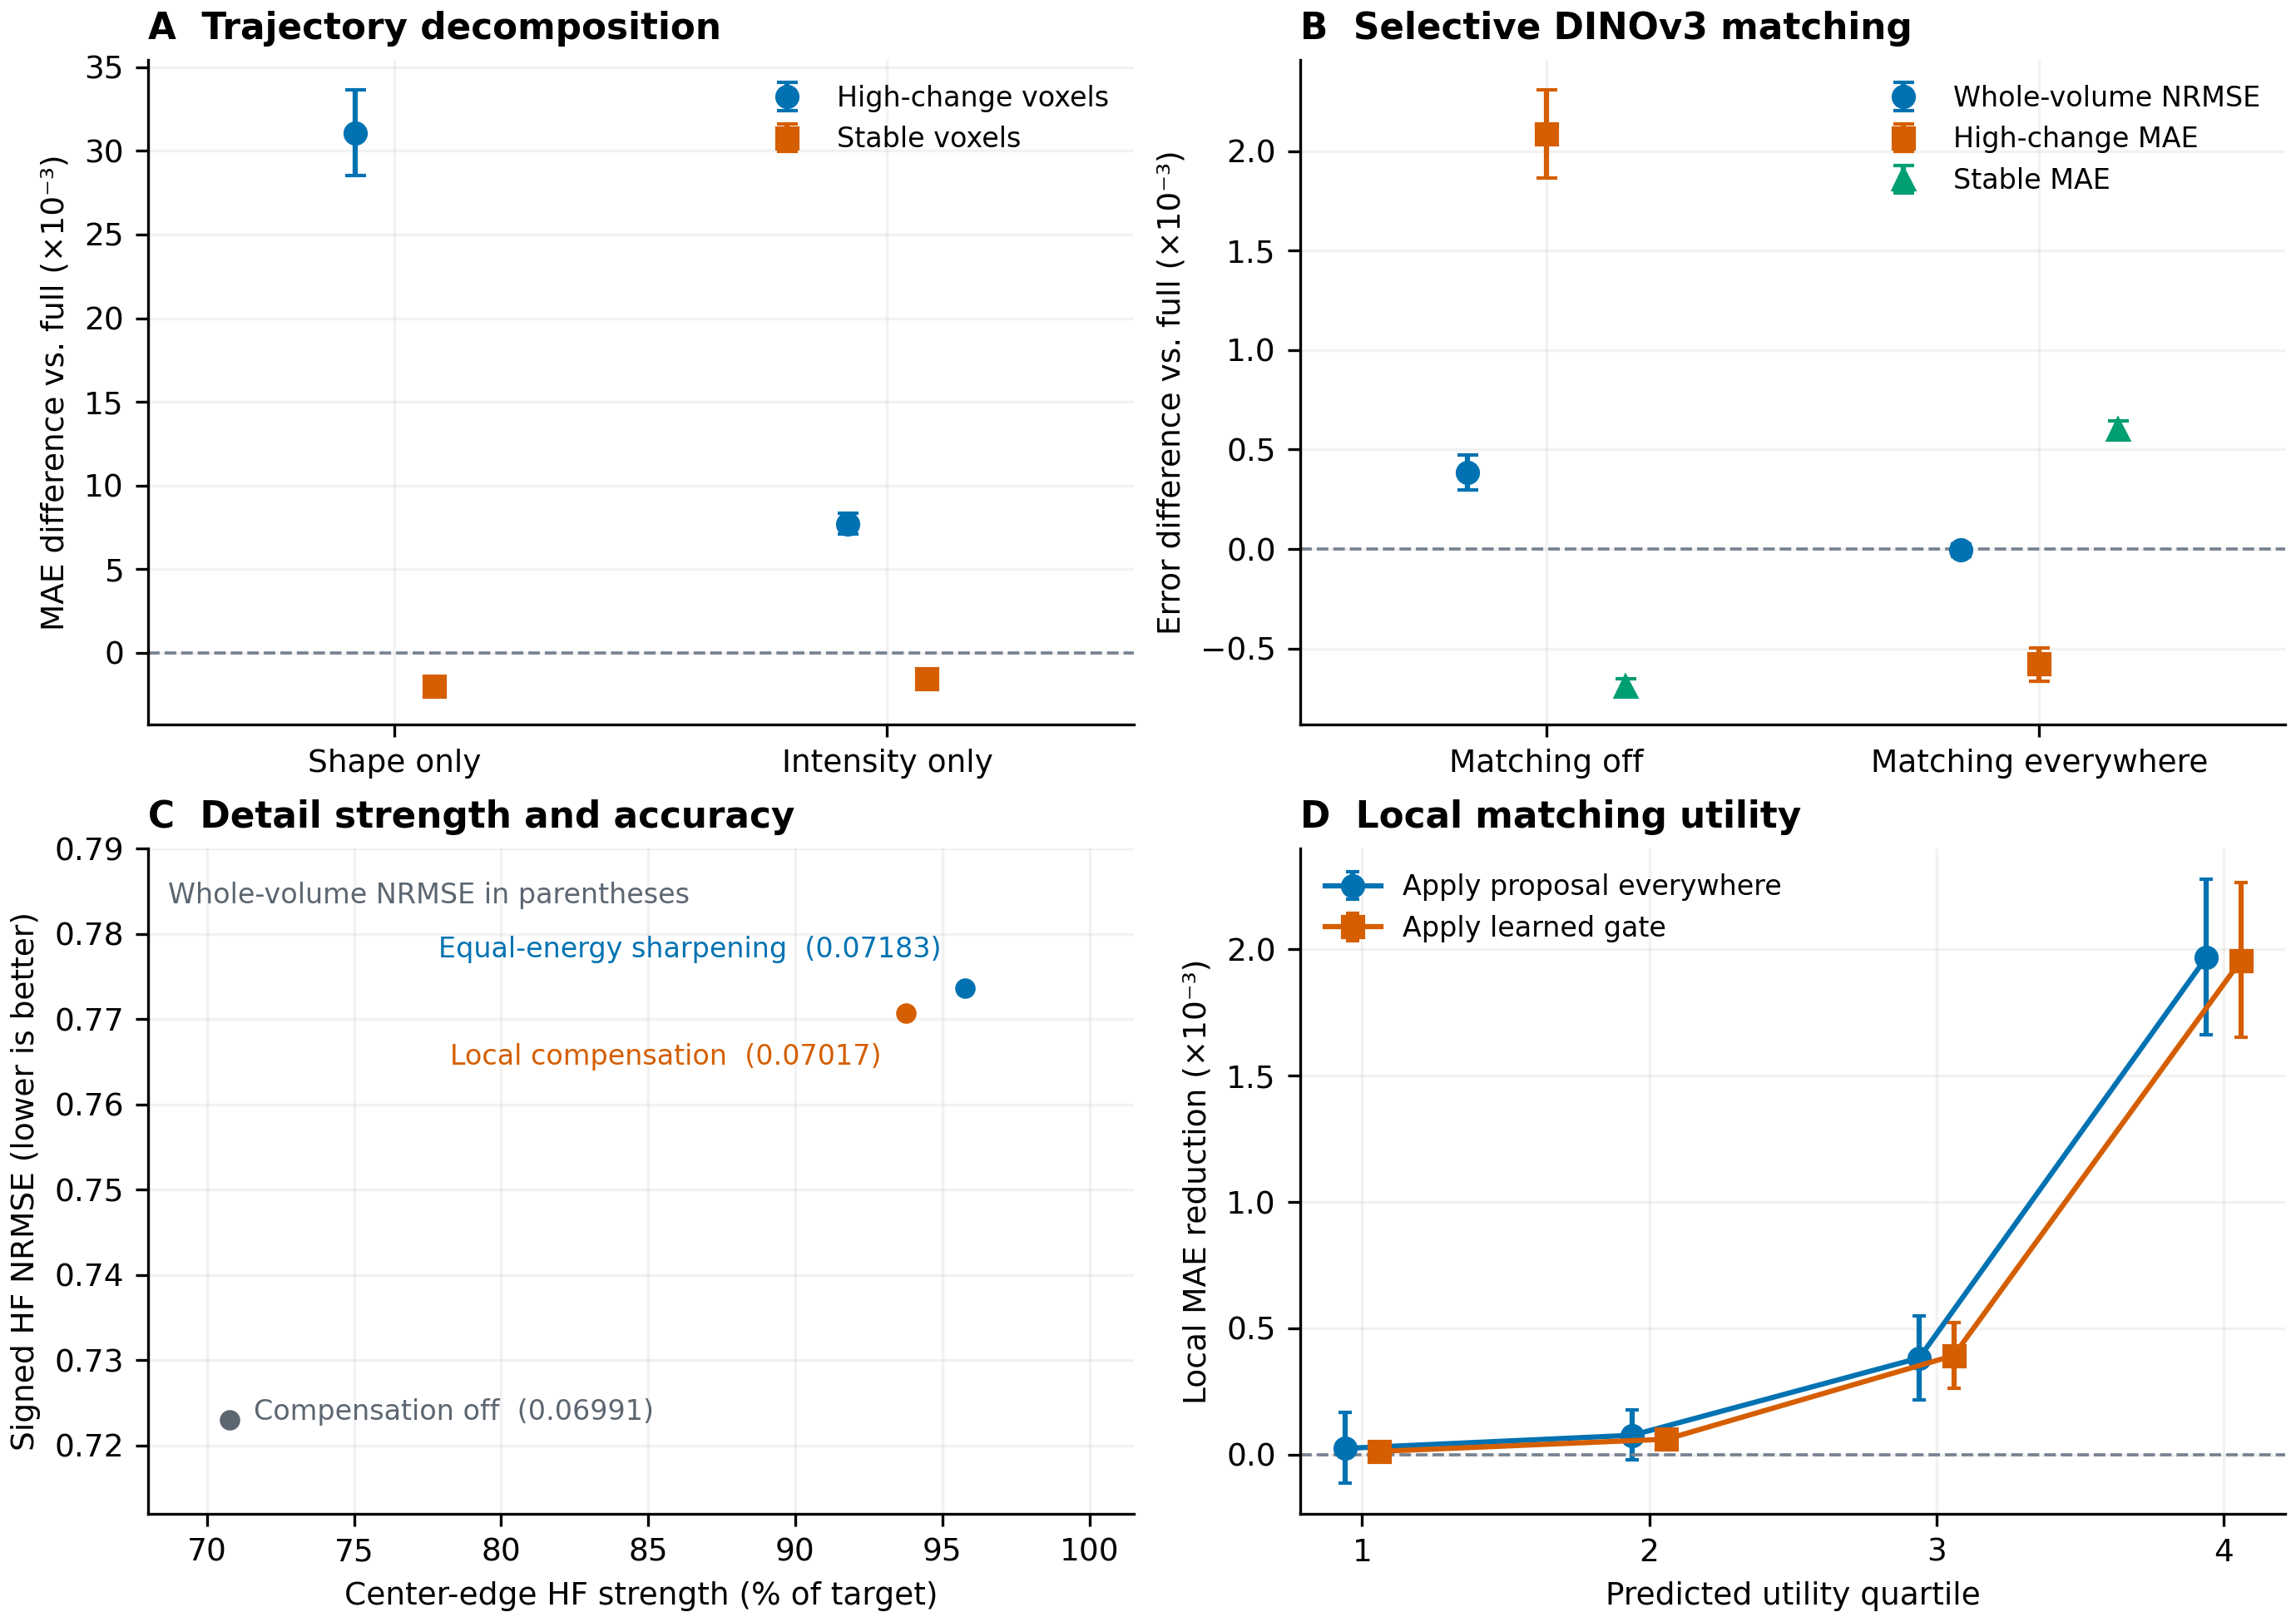 A Trajectory decomposition
MAE difference vs. full (×10⁻³)
35
30
25
20
15
10
5
0
High-change voxels
Stable voxels
Shape only
Intensity only
B Selective DINOv3 matching
Error difference vs. full (×10⁻³)
2.0
1.5
1.0
0.5
0.0
−0.5
Whole-volume NRMSE
High-change MAE
Stable MAE
Matching off
Matching everywhere
C Detail strength and accuracy
Signed HF NRMSE (lower is better)
0.79
0.78
0.77
0.76
0.75
0.74
0.73
0.72
Whole-volume NRMSE in parentheses
Equal-energy sharpening (0.07183)
Local compensation (0.07017)
Compensation off (0.06991)
70
75
80
85
90
95
100
Center-edge HF strength (% of target)
D Local matching utility
Local MAE reduction (×10⁻³)
2.0
1.5
1.0
0.5
0.0
Apply proposal everywhere
Apply learned gate
1
2
3
4
Predicted utility quartile